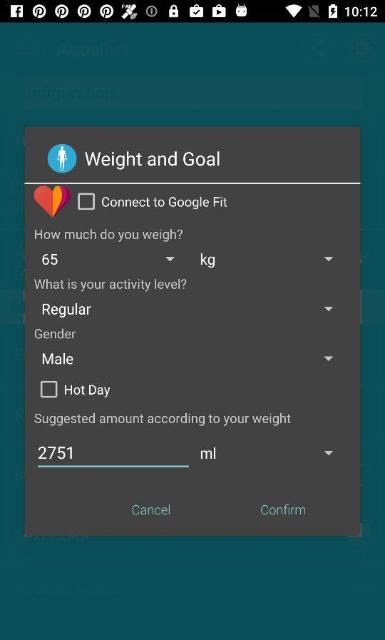 10:12
Aqualert
onfiguration
Weight and Goal
Connect to Google Fit
How much do you weigh?
65 kg
What is your activity level?
Regular
Gender
Male
Hot Day
Suggested amount according to your weight
2751 ml
Cancel Confirm